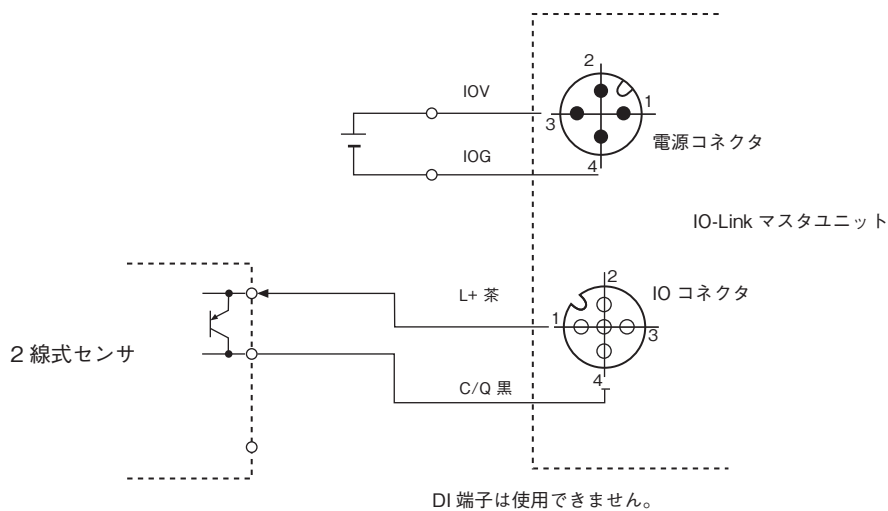 2
IOV
1
3
電源コネクタ
IOG
4
IO-Link マスタユニット
2
L+ 茶
IO コネクタ
1
3
2 線式センサ
4
C/Q 黒
DI 端子は使用できません。